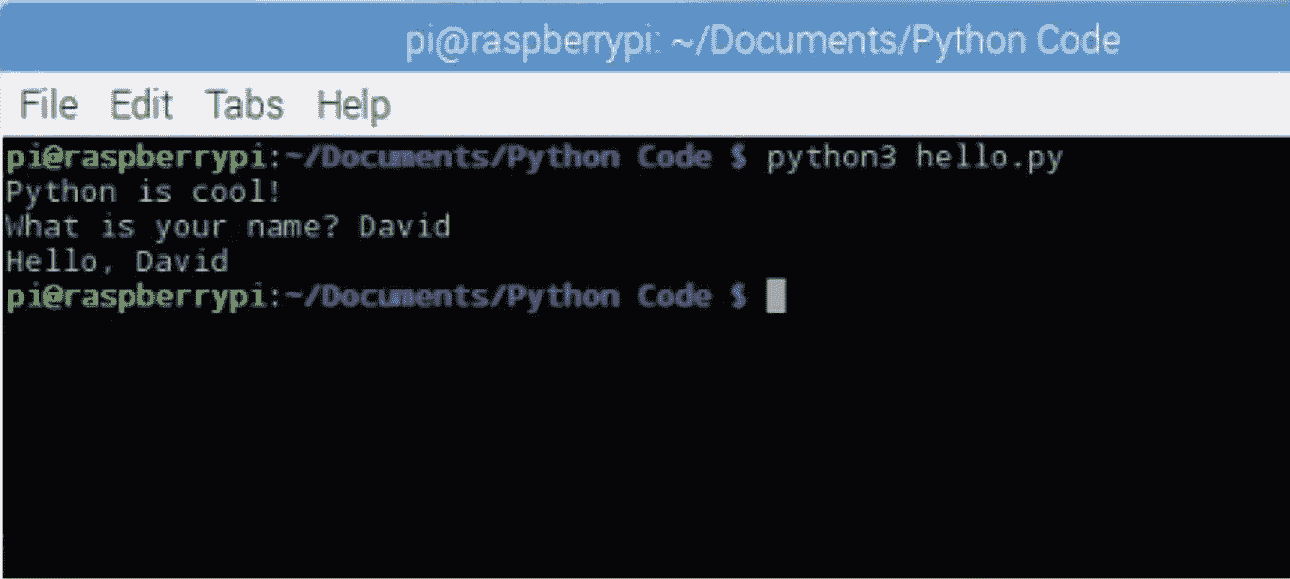 pi@raspberrypi: ~/Documents/Python Code
File Edit Tabs Help
pi@raspberrypi:~/Documents/Python Code $ python3 hello.py
Python is cool!
What is your name? David
Hello, David
pi@raspberrypi:~/Documents/Python Code $